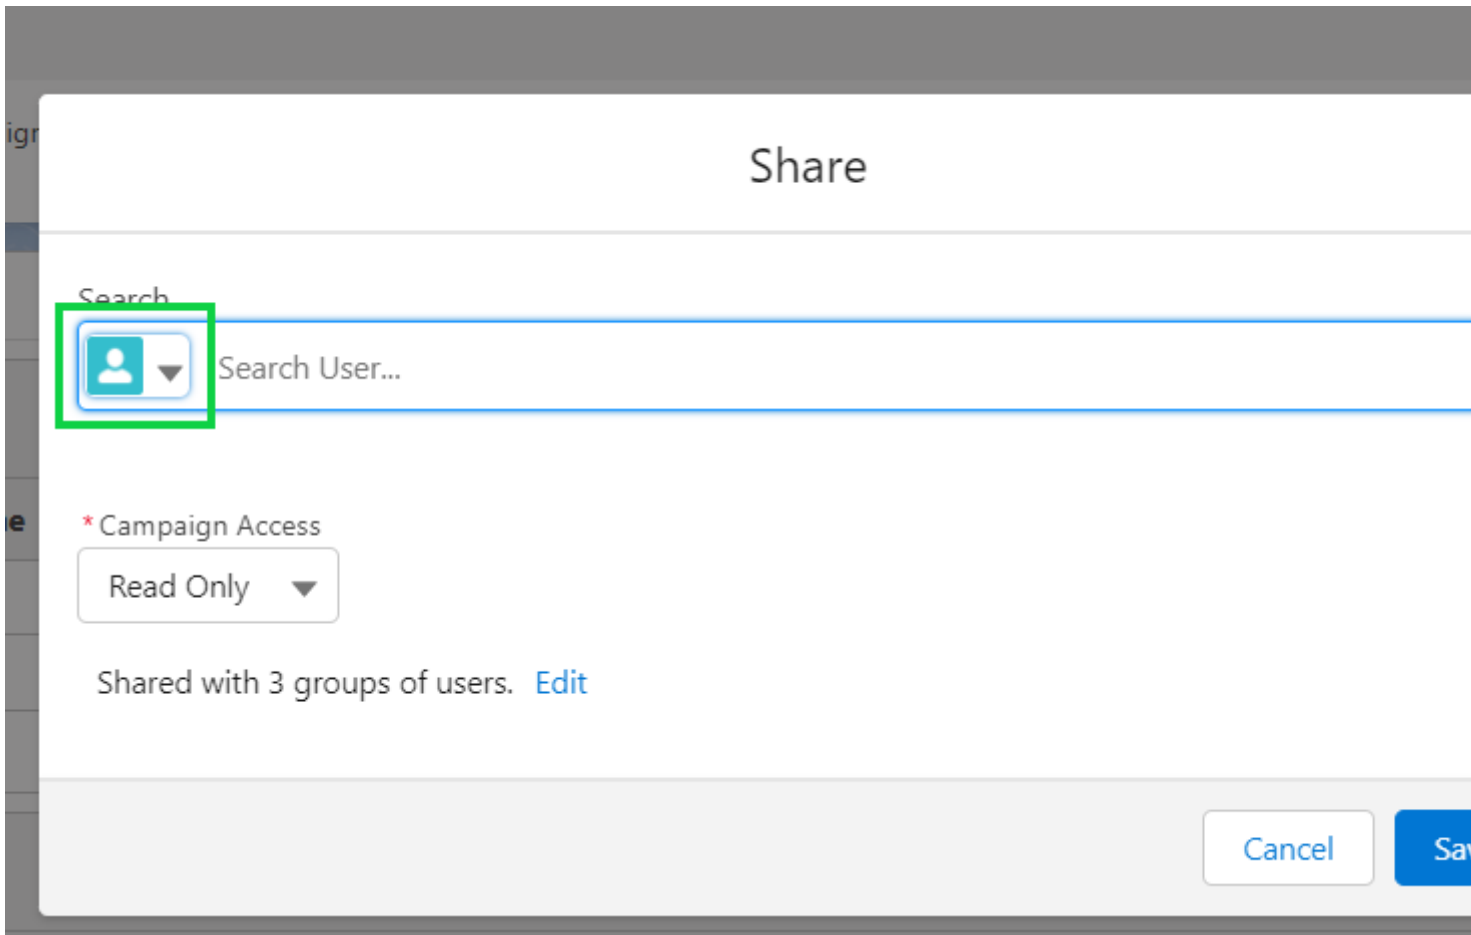 Share
Search
Search User...
* Campaign Access
Read Only
Shared with 3 groups of users. Edit
Cancel